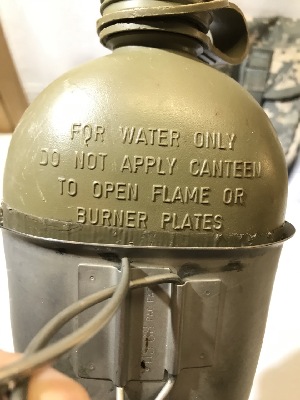 FOR WATER ONLY
DO NOT APPLY CANTEEN
TO OPEN FLAME OR
BURNER PLATES